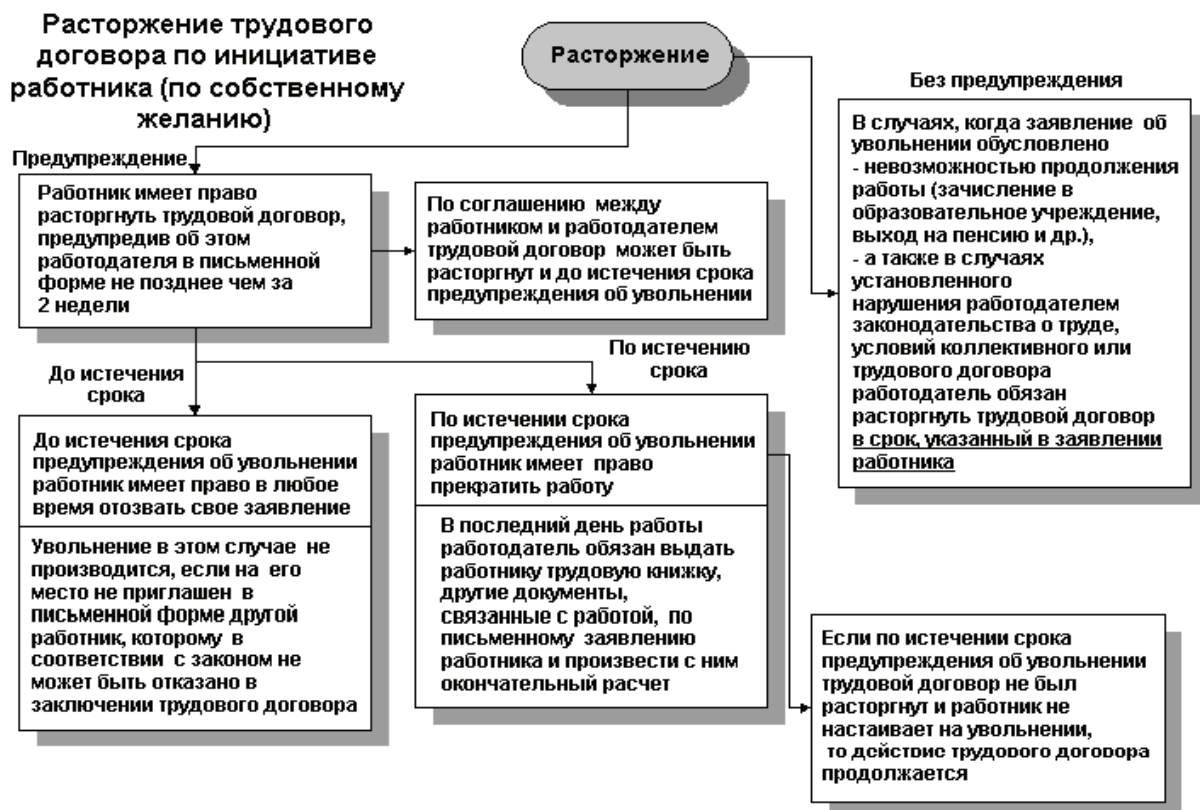 Расторжение трудового
договора по инициативе
работника (по собственному
желанию)
Расторжение
Без предупреждения
В случаях, когда заявление об
увольнении обусловлено
- невозможностью продолжения
работы (зачисление в
образовательное учреждение,
выход на пенсию и др.),
- а также в случаях
установленного
нарушения работодателем
законодательства о труде,
условий коллективного или
трудового договора
работодатель обязан
расторгнуть трудовой договор
в срок, указанный в заявлении
работника
Предупреждение
Работник имеет право
расторгнуть трудовой договор,
предупредив об этом
работодателя в письменной
форме не позднее чем за
2 недели
По соглашению между
работником и работодателем
трудовой договор может быть
расторгнут и до истечения срока
предупреждения об увольнении
До истечения
срока
По истечению
срока
До истечения срока
предупреждения об увольнении
работник имеет право в любое
время отозвать свое заявление
Увольнение в этом случае не
производится, если на его
место не приглашен в
письменной форме другой
работник, которому в
соответствии с законом не
может быть отказано в
заключении трудового договора
По истечении срока
предупреждения об увольнении
работник имеет право
прекратить работу
В последний день работы
работодатель обязан выдать
работнику трудовую книжку,
другие документы,
связанные с работой, по
письменному заявлению
работника и произвести с ним
окончательный расчет
Если по истечении срока
предупреждения об увольнении
трудовой договор не был
расторгнут и работник не
настаивает на увольнении,
то действие трудового договора
продолжается